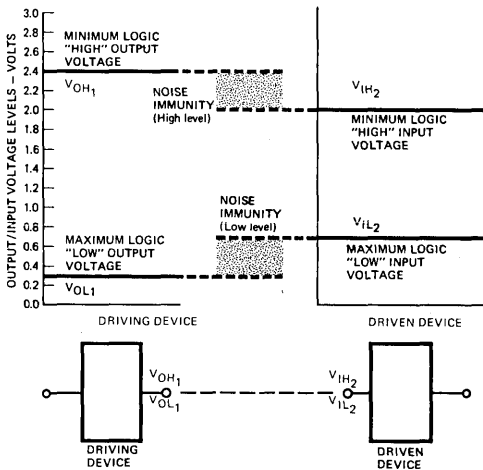 OUTPUT/INPUT VOLTAGE LEVELS – VOLTS
3.0
2.8
2.6
2.4
2.2
2.0
1.8
1.6
1.4
1.2
1.0
0.8
0.6
0.4
0.2
0.0
MINIMUM LOGIC
"HIGH" OUTPUT
VOLTAGE
VOH1
NOISE
IMMUNITY
(High level)
VIH2
MINIMUM LOGIC
"HIGH" INPUT
VOLTAGE
NOISE
IMMUNITY
(Low level)
MAXIMUM LOGIC
"LOW" OUTPUT
VOLTAGE
VOL1
ViL2
MAXIMUM LOGIC
"LOW" INPUT
VOLTAGE
DRIVING DEVICE
DRIVEN DEVICE
VOH1
VOL1
VIH2
VIL2
DRIVING
DEVICE
DRIVEN
DEVICE